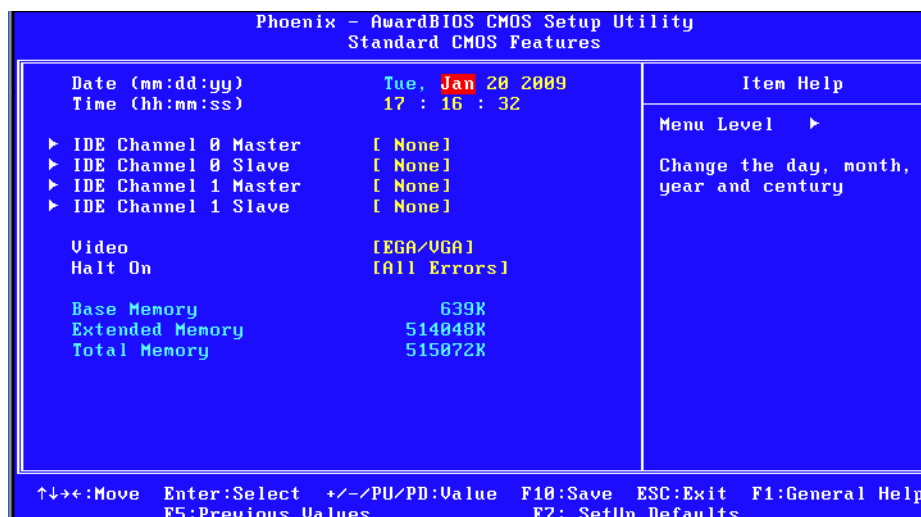 Phoenix - AwardBIOS CMOS Setup Utility
Standard CMOS Features
Date (mm:dd:yy) Tue, Jan 20 2009
Time (hh:mm:ss) 17 : 16 : 32
IDE Channel 0 Master [ None]
IDE Channel 0 Slave [ None]
IDE Channel 1 Master [ None]
IDE Channel 1 Slave [ None]
Video [EGA/VGA]
Halt On [All Errors]
Base Memory 639K
Extended Memory 514048K
Total Memory 515072K
Item Help
Menu Level ▸
Change the day, month,
year and century
↑↓→←:Move Enter:Select +/-/PU/PD:Value F10:Save ESC:Exit F1:General Help
F5:Previous Values F7: SetUp Defaults